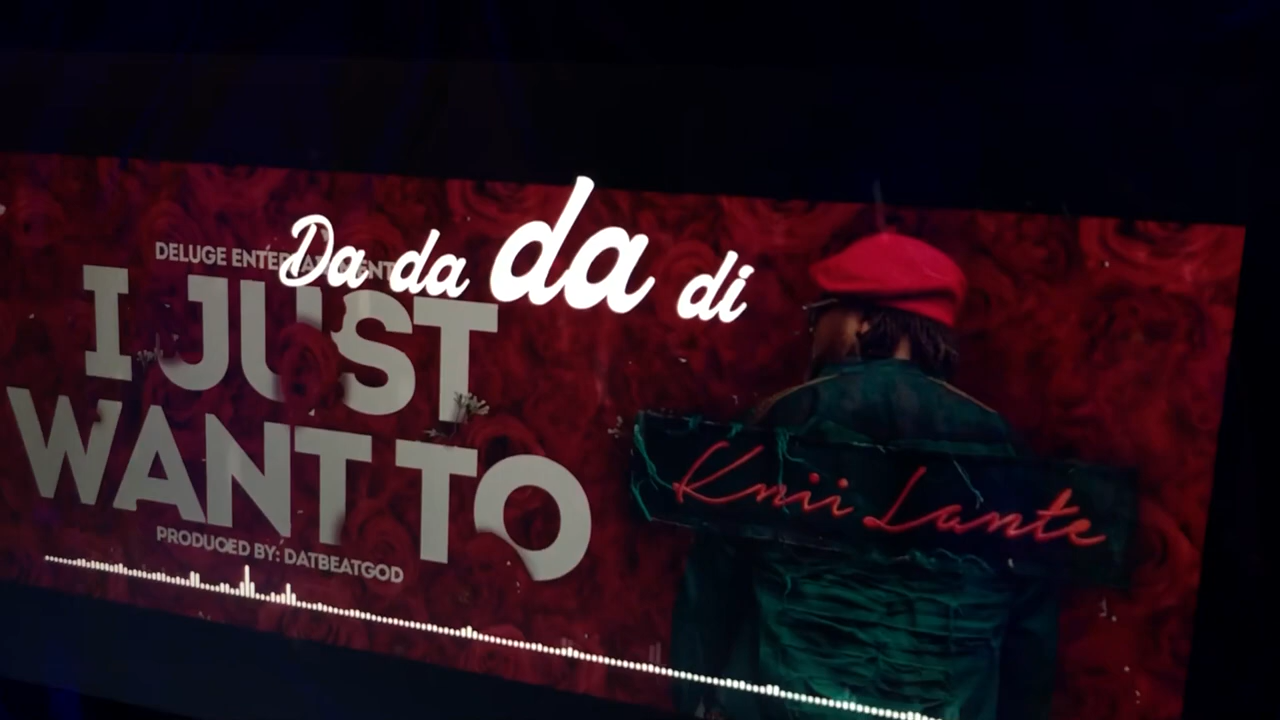 DELUGE ENTERTAINMENT
Da da da di
I JUST
WANT TO
PRODUCED BY: DATBEATGOD
Knii Lante